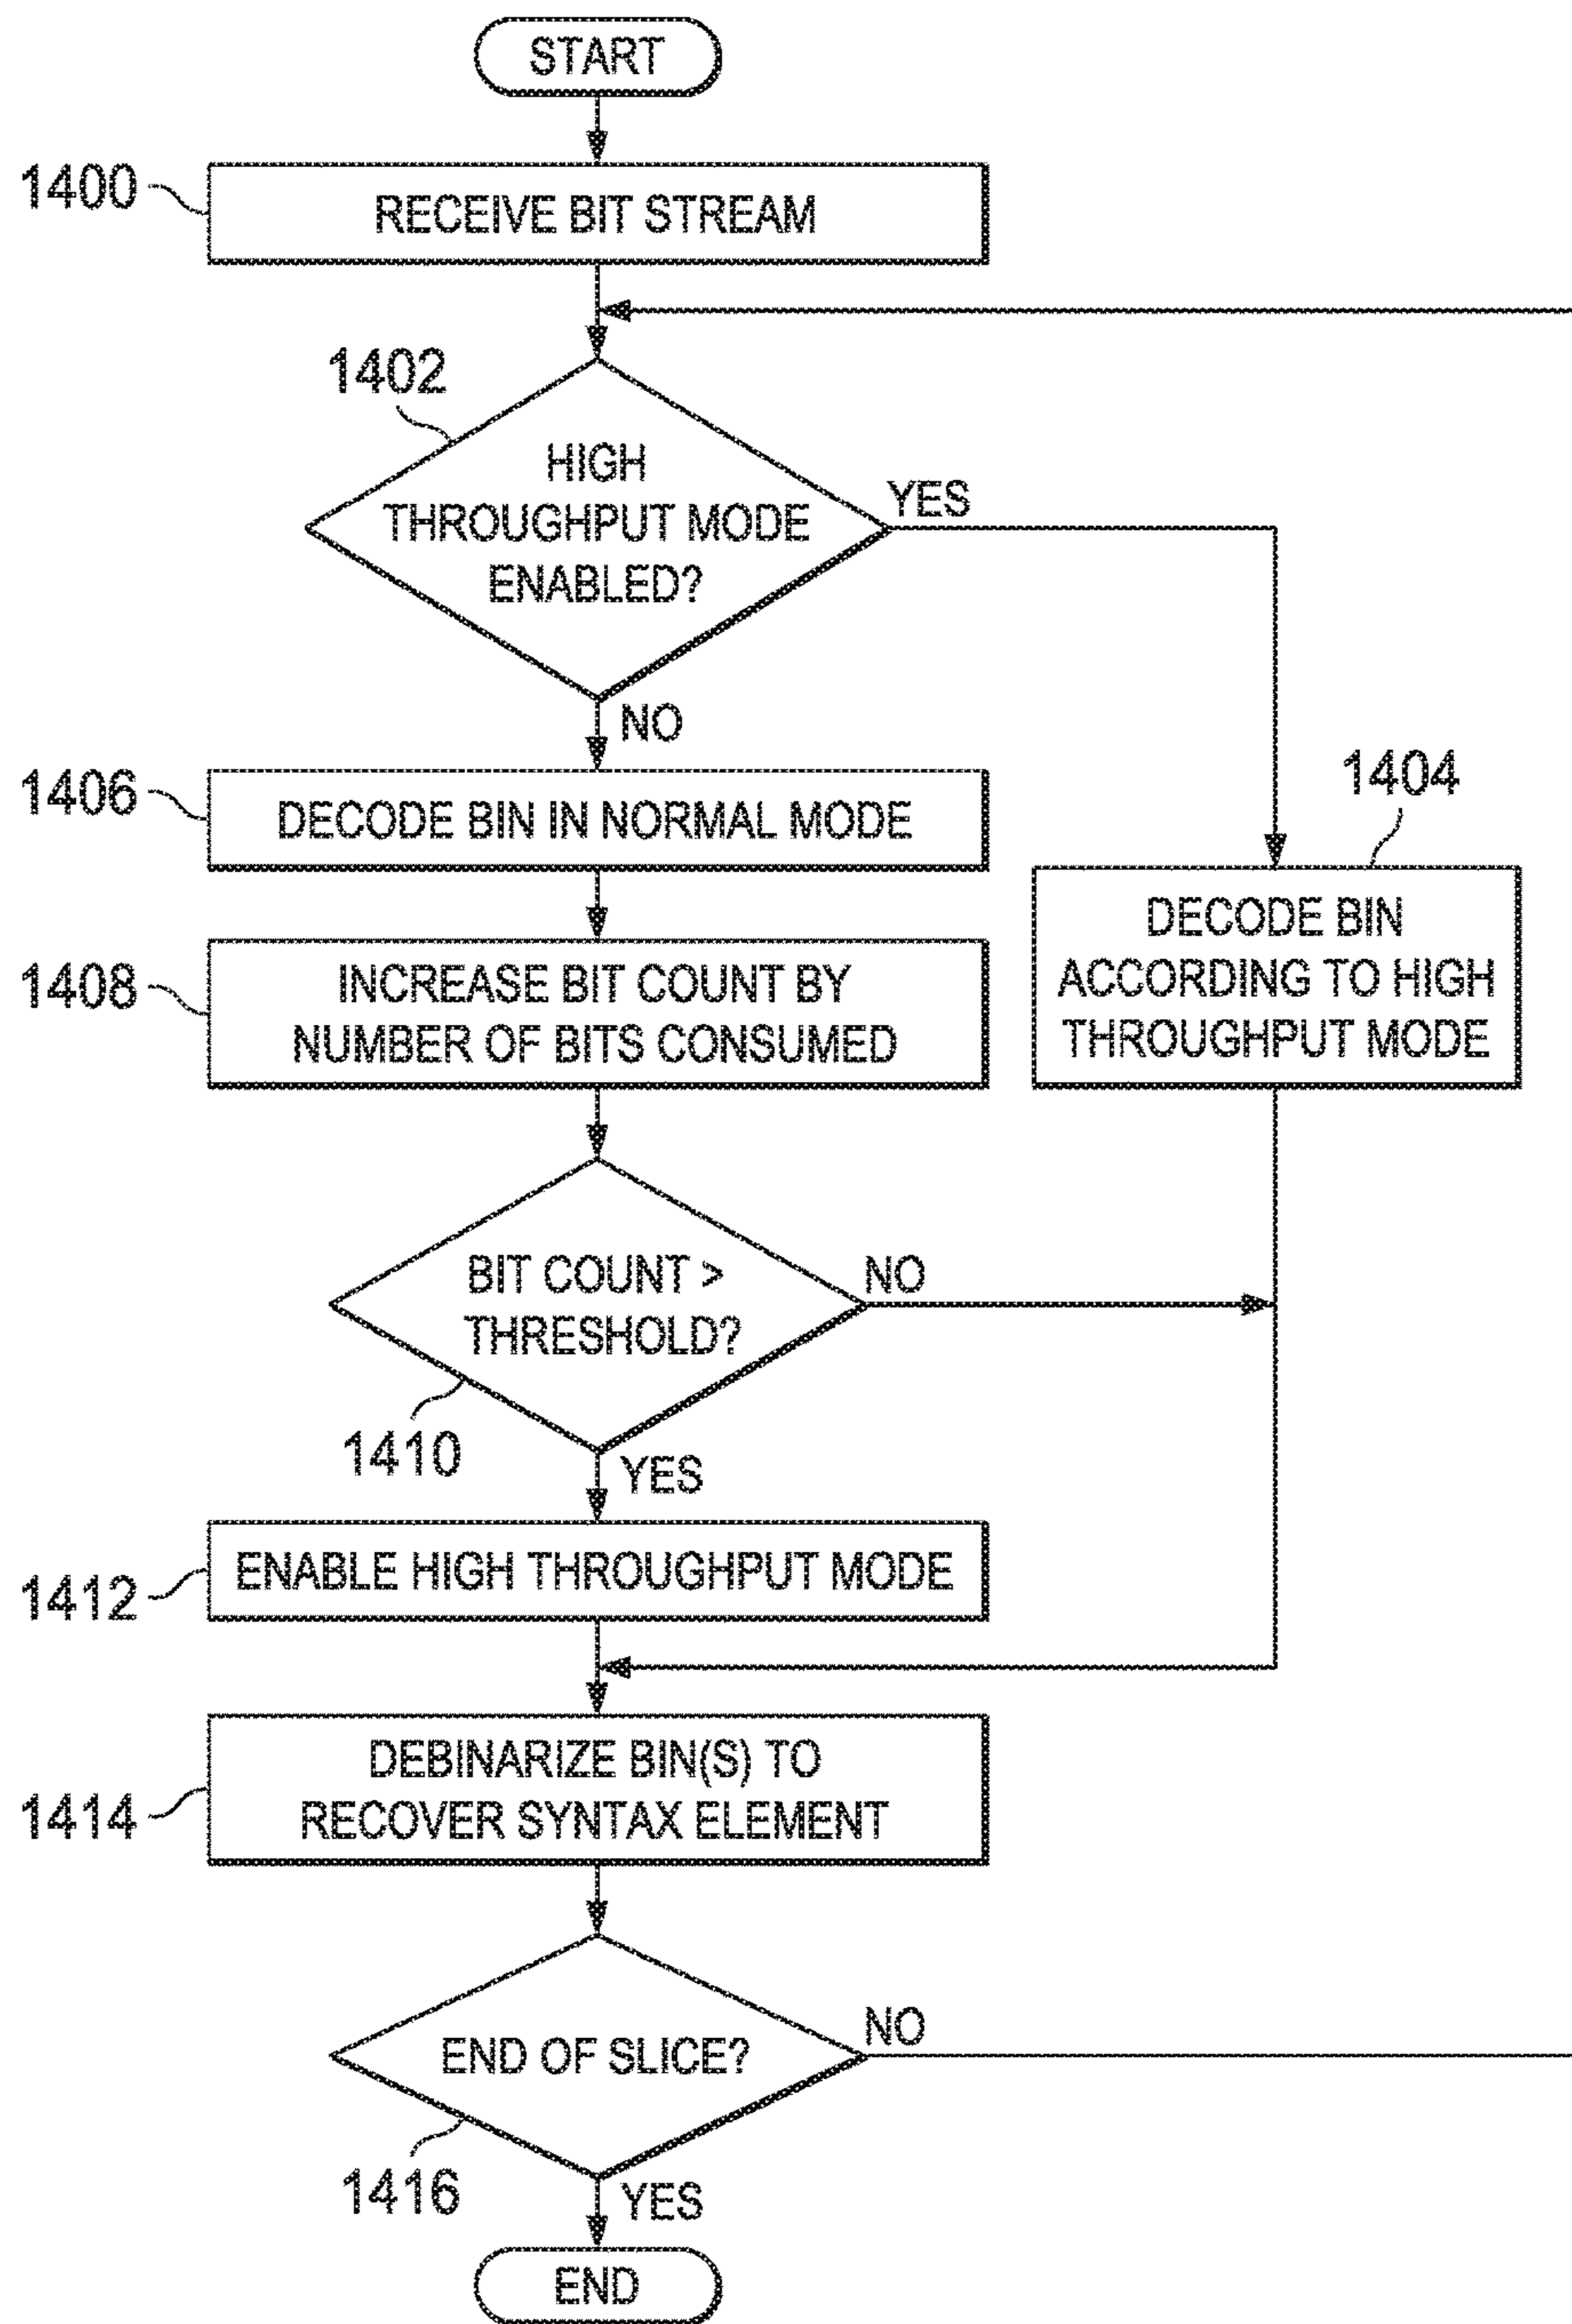 START
1400
RECEIVE BIT STREAM
1402
HIGH
THROUGHPUT MODE
ENABLED?
YES
NO
1406
DECODE BIN IN NORMAL MODE
1404
DECODE BIN
ACCORDING TO HIGH
THROUGHPUT MODE
1408
INCREASE BIT COUNT BY
NUMBER OF BITS CONSUMED
BIT COUNT >
THRESHOLD?
NO
1410
YES
1412
ENABLE HIGH THROUGHPUT MODE
1414
DEBINARIZE BIN(S) TO
RECOVER SYNTAX ELEMENT
END OF SLICE?
NO
1416
YES
END